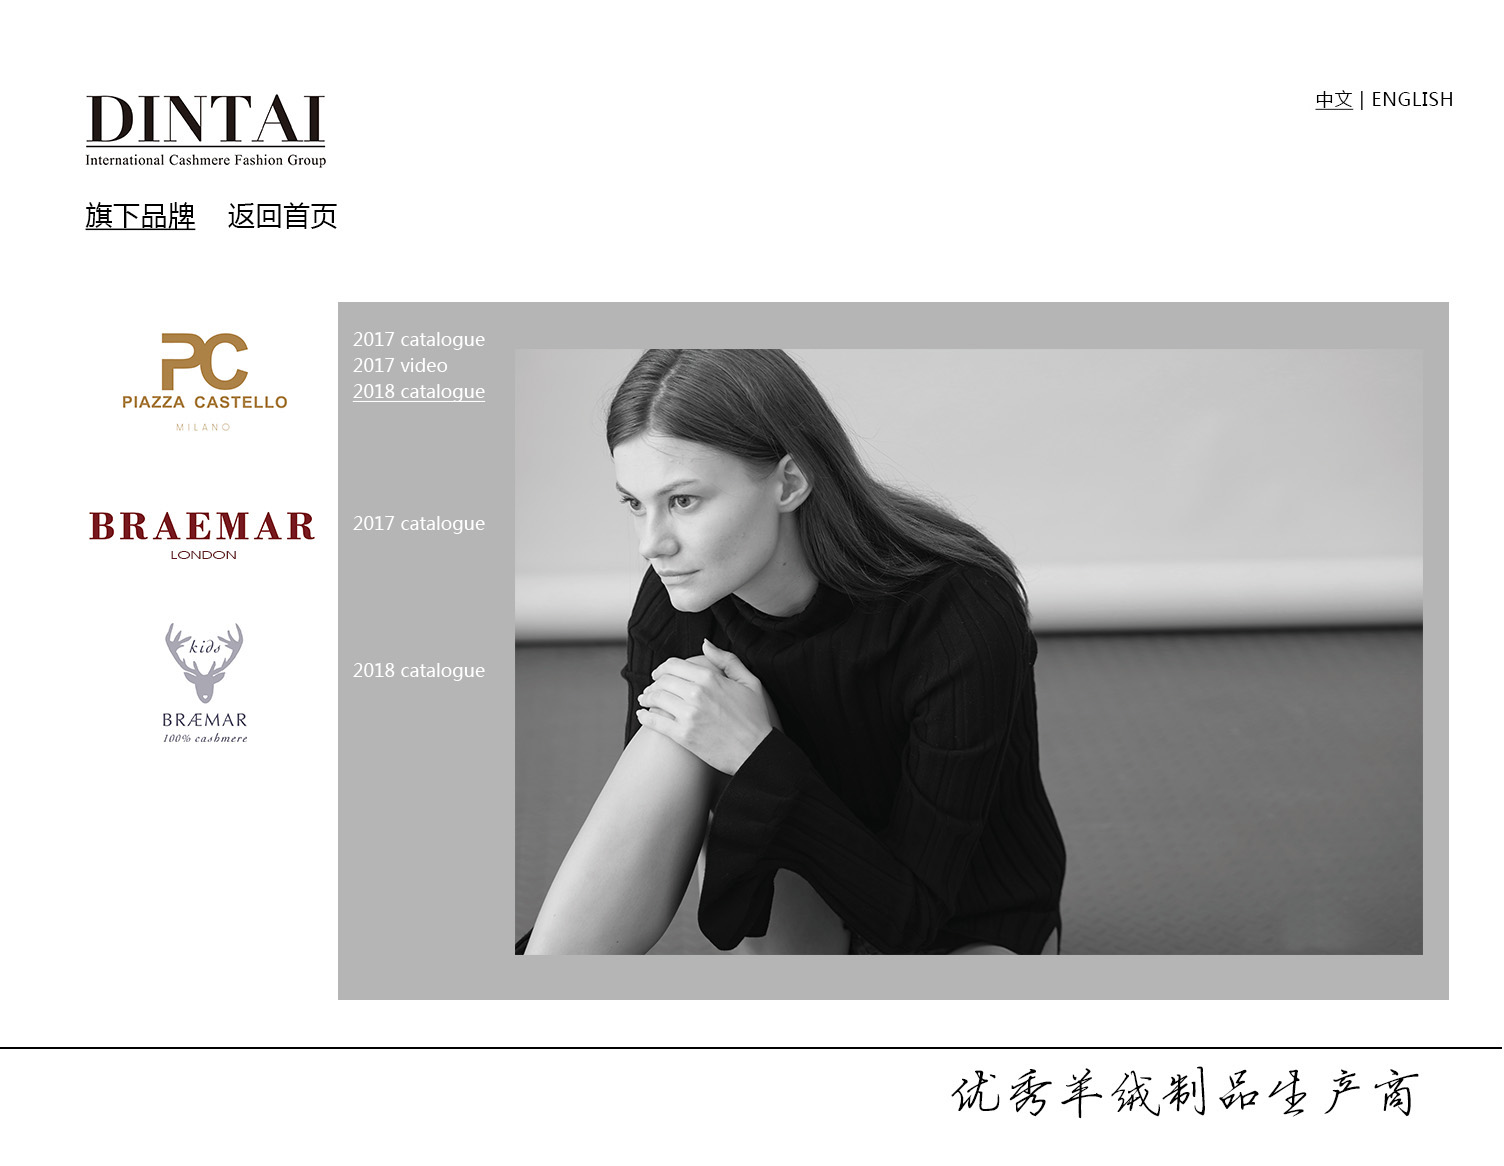 DINTAI
International Cashmere Fashion Group
中文 | ENGLISH
旗下品牌 返回首页
PC
PIAZZA CASTELLO
MILANO
2017 catalogue
2017 video
2018 catalogue
BRAEMAR
LONDON
2017 catalogue
kids
BRÆMAR
100% cashmere
2018 catalogue
优秀羊绒制品生产商